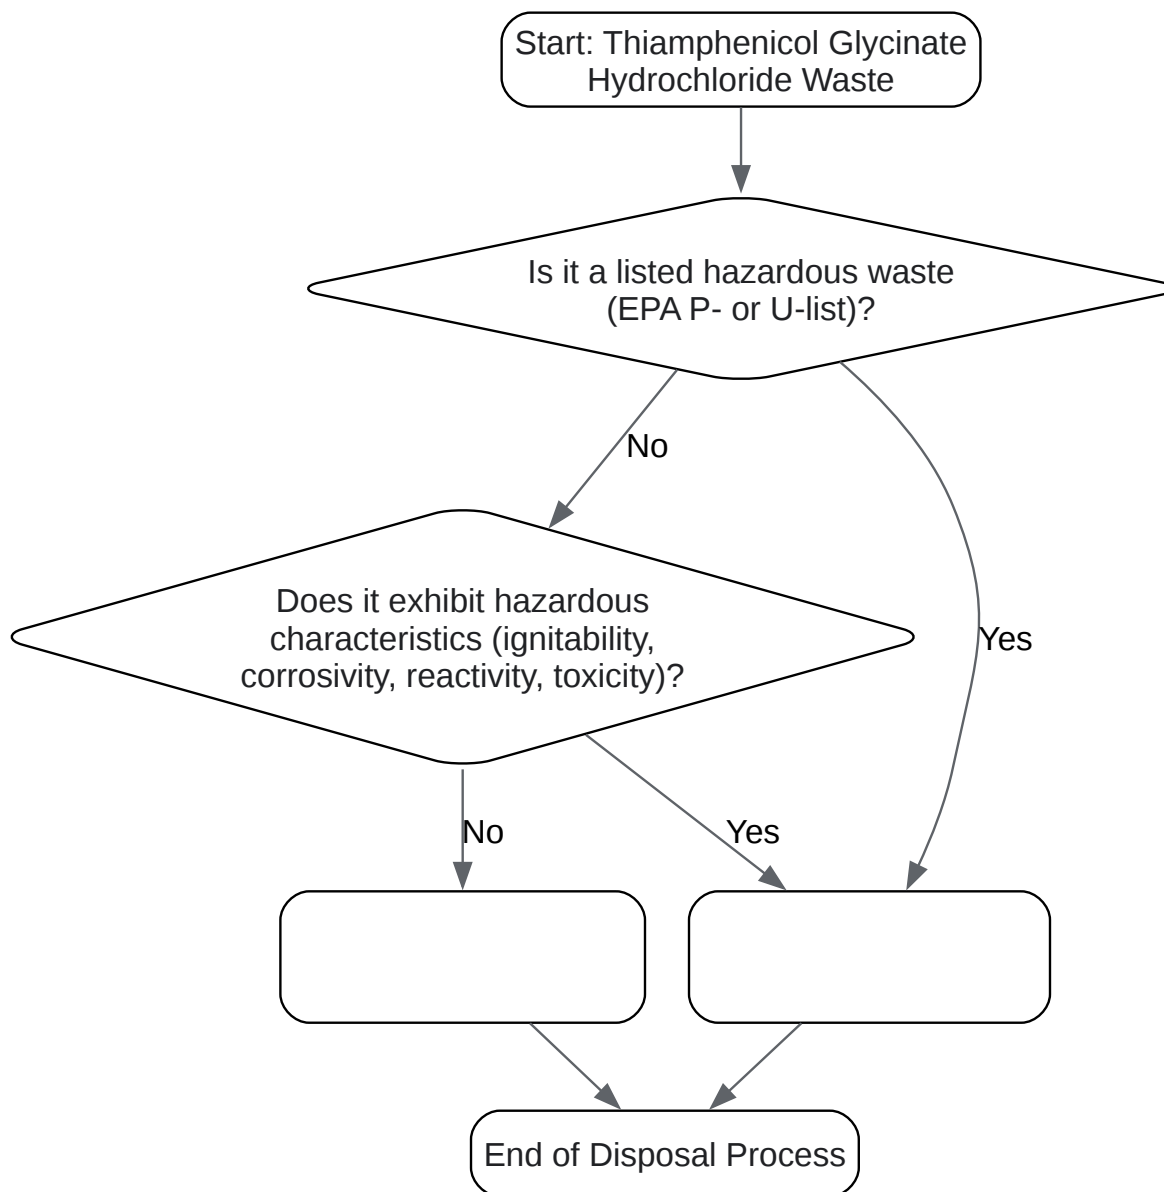 Start: Thiamphenicol Glycinate
Hydrochloride Waste
Is it a listed hazardous waste
(EPA P- or U-list)?
No
Does it exhibit hazardous
characteristics (ignitability,
corrosivity, reactivity, toxicity)?
Yes
No
Yes
End of Disposal Process